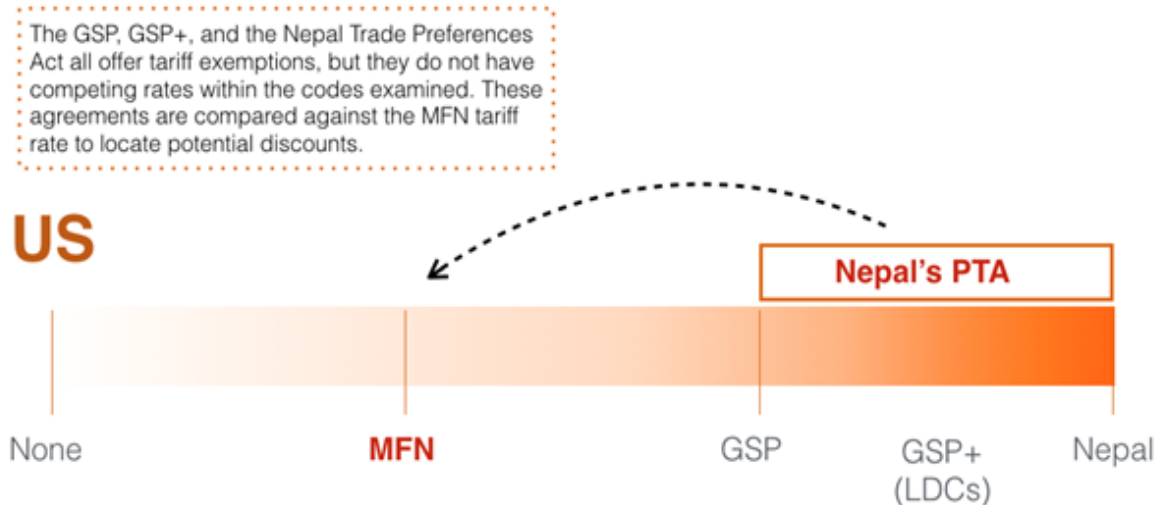 The GSP, GSP+, and the Nepal Trade Preferences
Act all offer tariff exemptions, but they do not have
competing rates within the codes examined. These
agreements are compared against the MFN tariff
rate to locate potential discounts.
US
Nepal's PTA
None
MFN
GSP
GSP+
(LDCs)
Nepal